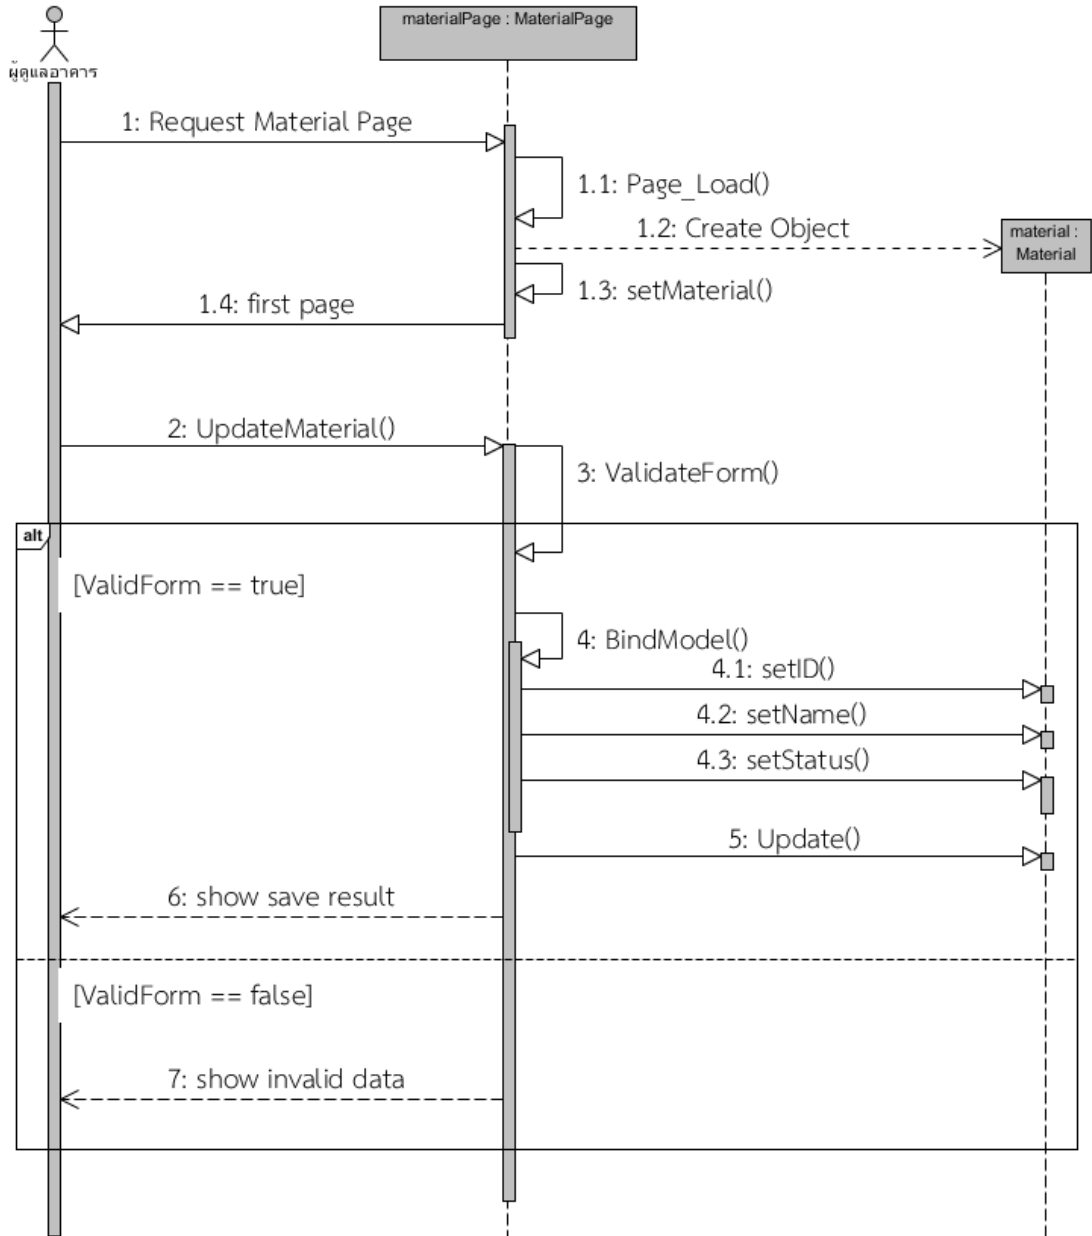 materialPage : MaterialPage
ผู้ดูแลอาคาร
1: Request Material Page
1.1: Page_Load()
1.2: Create Object
material :
Material
1.3: setMaterial()
1.4: first page
2: UpdateMaterial()
3: ValidateForm()
alt
[ValidForm == true]
4: BindModel()
4.1: setID()
4.2: setName()
4.3: setStatus()
5: Update()
6: show save result
[ValidForm == false]
7: show invalid data